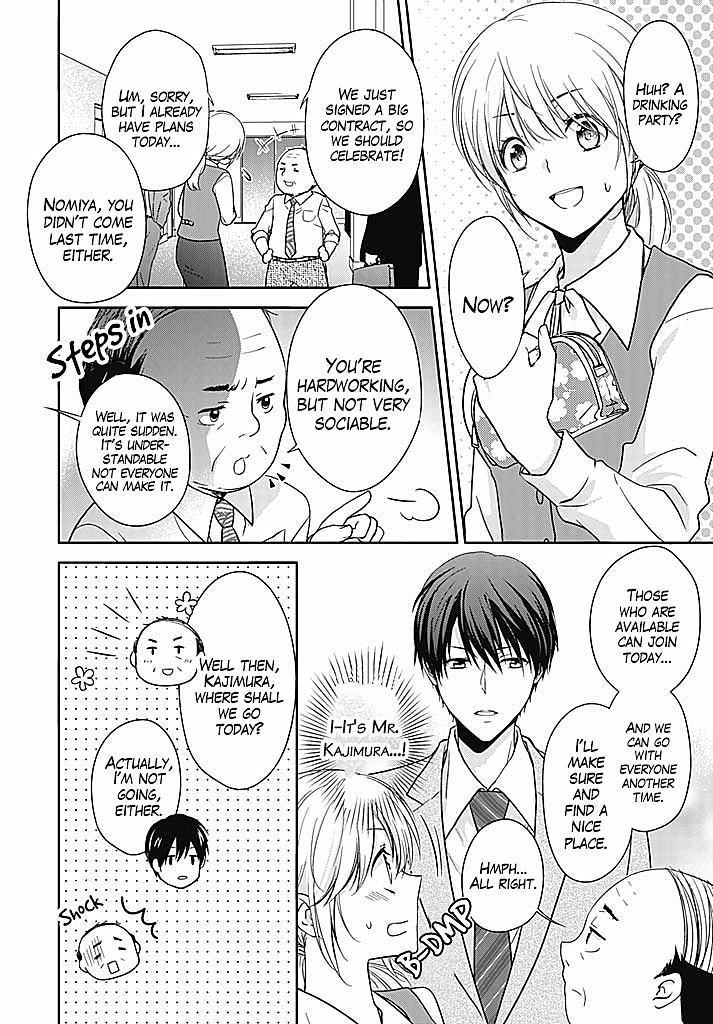 HUH? A
DRINKING
PARTY?
NOW?
WE JUST
SIGNED A BIG
CONTRACT, SO
WE SHOULD
CELEBRATE!
UM, SORRY,
BUT I ALREADY
HAVE PLANS
TODAY...
NOMIYA, YOU
DIDN'T COME
LAST TIME,
EITHER.
YOU'RE
HARDWORKING,
BUT NOT VERY
SOCIABLE.
Steps in
WELL, IT WAS
QUITE SUDDEN.
IT'S UNDER-
STANDABLE
NOT EVERYONE
CAN MAKE IT.
THOSE
WHO ARE
AVAILABLE
CAN JOIN
TODAY...
AND WE
CAN GO
WITH
EVERYONE
ANOTHER
TIME.
I'LL
MAKE
SURE
AND FIND
A NICE
PLACE.
I-IT'S MR.
KAJIMURA...!
HMPH...
ALL RIGHT.
B-DMP
WELL THEN,
KAJIMURA,
WHERE SHALL
WE GO
TODAY?
ACTUALLY,
I'M NOT
GOING,
EITHER.
Shock